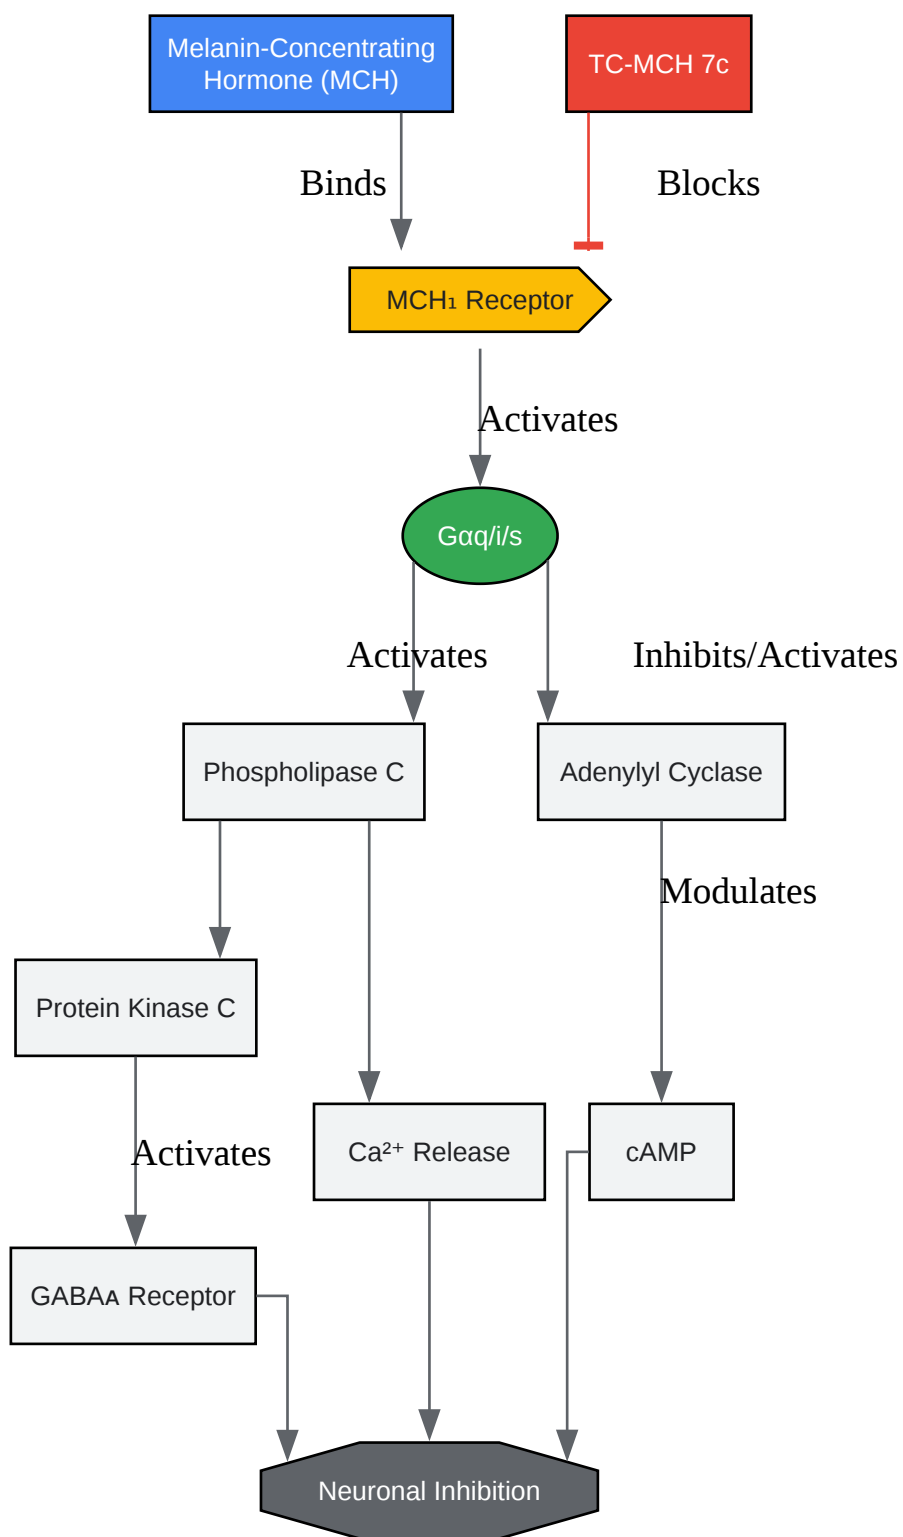 Melanin-Concentrating
Hormone (MCH)
TC-MCH 7c
Binds
Blocks
MCH₁ Receptor
Activates
Gαq/i/s
Activates
Inhibits/Activates
Phospholipase C
Adenylyl Cyclase
Modulates
Protein Kinase C
Activates
Ca²⁺ Release
cAMP
GABAᴀ Receptor
Neuronal Inhibition